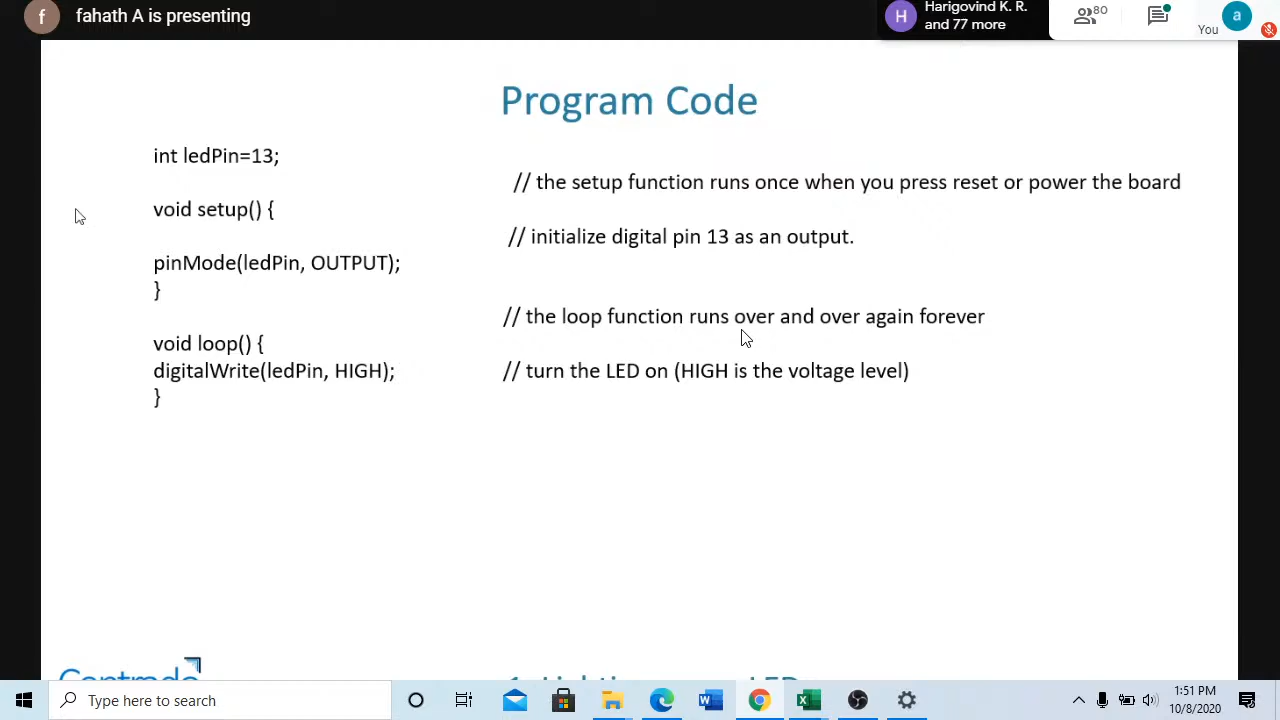 f fahath A is presenting
H Harigovind K. R.
and 77 more
80
You
a
Program Code
int ledPin=13;
// the setup function runs once when you press reset or power the board
void setup() {
// initialize digital pin 13 as an output.
pinMode(ledPin, OUTPUT);
}
// the loop function runs over and over again forever
void loop() {
digitalWrite(ledPin, HIGH); // turn the LED on (HIGH is the voltage level)
}
Type here to search
1:51 PM
10/8/2020